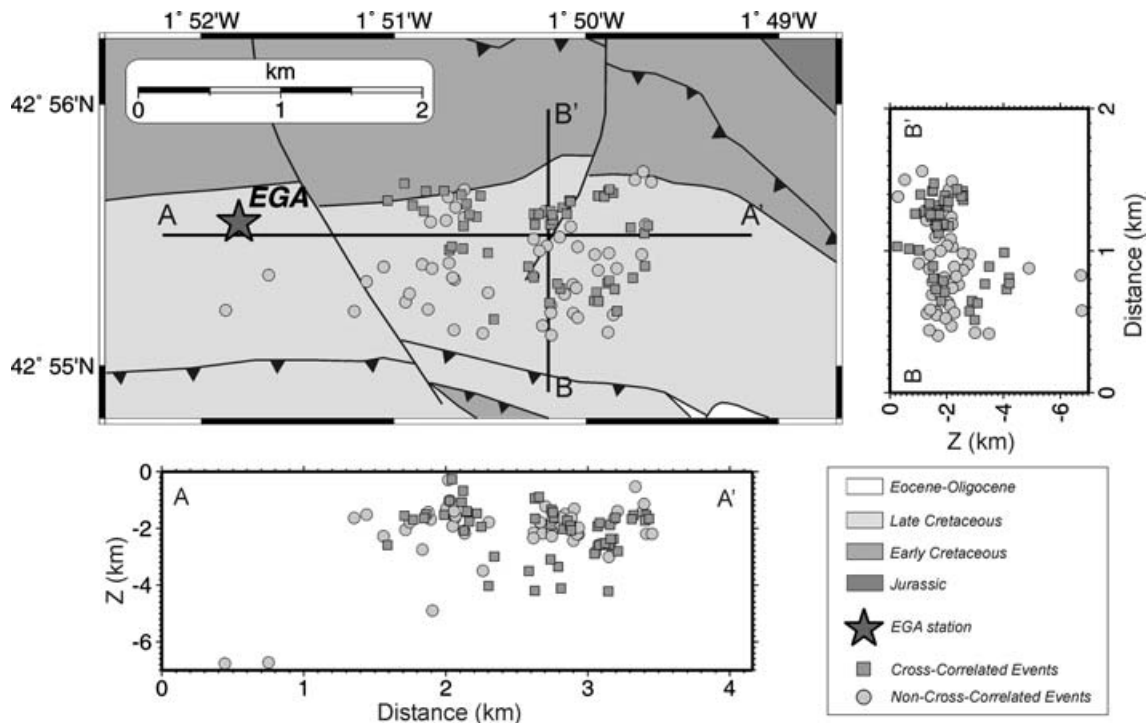 1˚ 52'W 1˚ 51'W 1˚ 50'W 1˚ 49'W
km
0 1 2
42˚ 56'N
B'
EGA
A A'
42˚ 55'N
B
B' B
0 1 2
Distance (km)
0 -2 -4 -6
Z (km)
A A'
0 -2 -4 -6
Z (km)
0 1 2 3 4
Distance (km)
Eocene-Oligocene
Late Cretaceous
Early Cretaceous
Jurassic
EGA station
Cross-Correlated Events
Non-Cross-Correlated Events